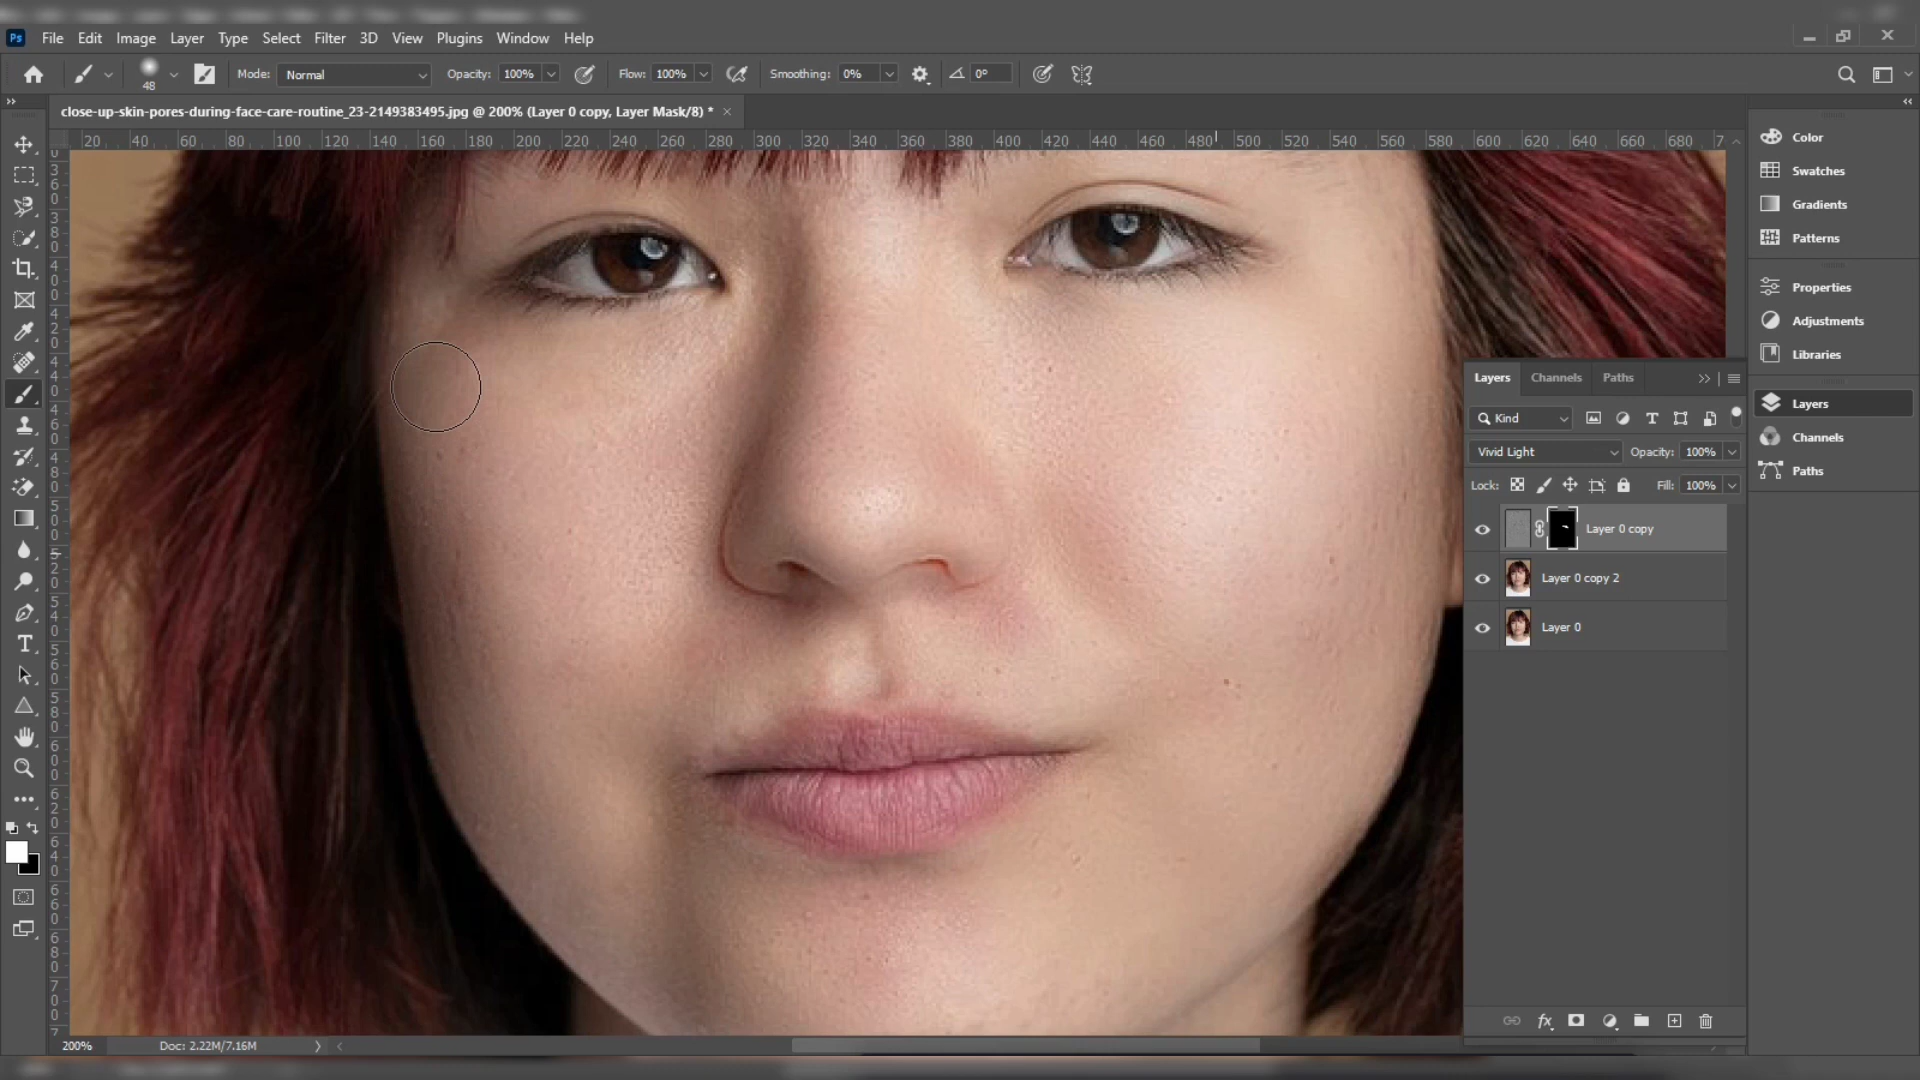 Ps File Edit Image Layer Type Select Filter 3D View Plugins Window Help
48 Mode: Normal Opacity: 100% Flow: 100% Smoothing: 0% 0°
close-up-skin-pores-during-face-care-routine_23-2149383495.jpg @ 200% (Layer 0 copy, Layer Mask/8) * ×
20 40 60 80 100 120 140 160 180 200 220 240 260 280 300 320 340 360 380 400 420 440 460 480 500 520 540 560 580 600 620 640 660 680 7
Color
Swatches
Gradients
Patterns
Properties
Adjustments
Libraries
Layers
Channels
Paths
Layers Channels Paths
Kind
Vivid Light Opacity: 100%
Lock: Fill: 100%
Layer 0 copy
Layer 0 copy 2
Layer 0
fx
200% Doc: 2.22M/7.16M